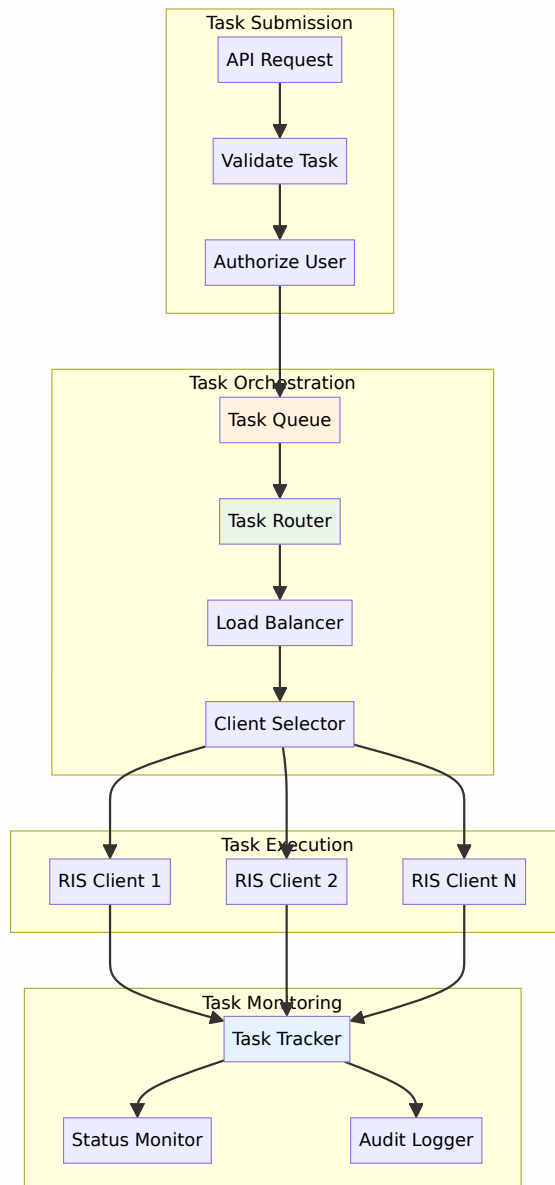 Task Submission
API Request
Validate Task
Authorize User
Task Orchestration
Task Queue
Task Router
Load Balancer
Client Selector
Task Execution
RIS Client 1
RIS Client 2
RIS Client N
Task Monitoring
Task Tracker
Status Monitor
Audit Logger